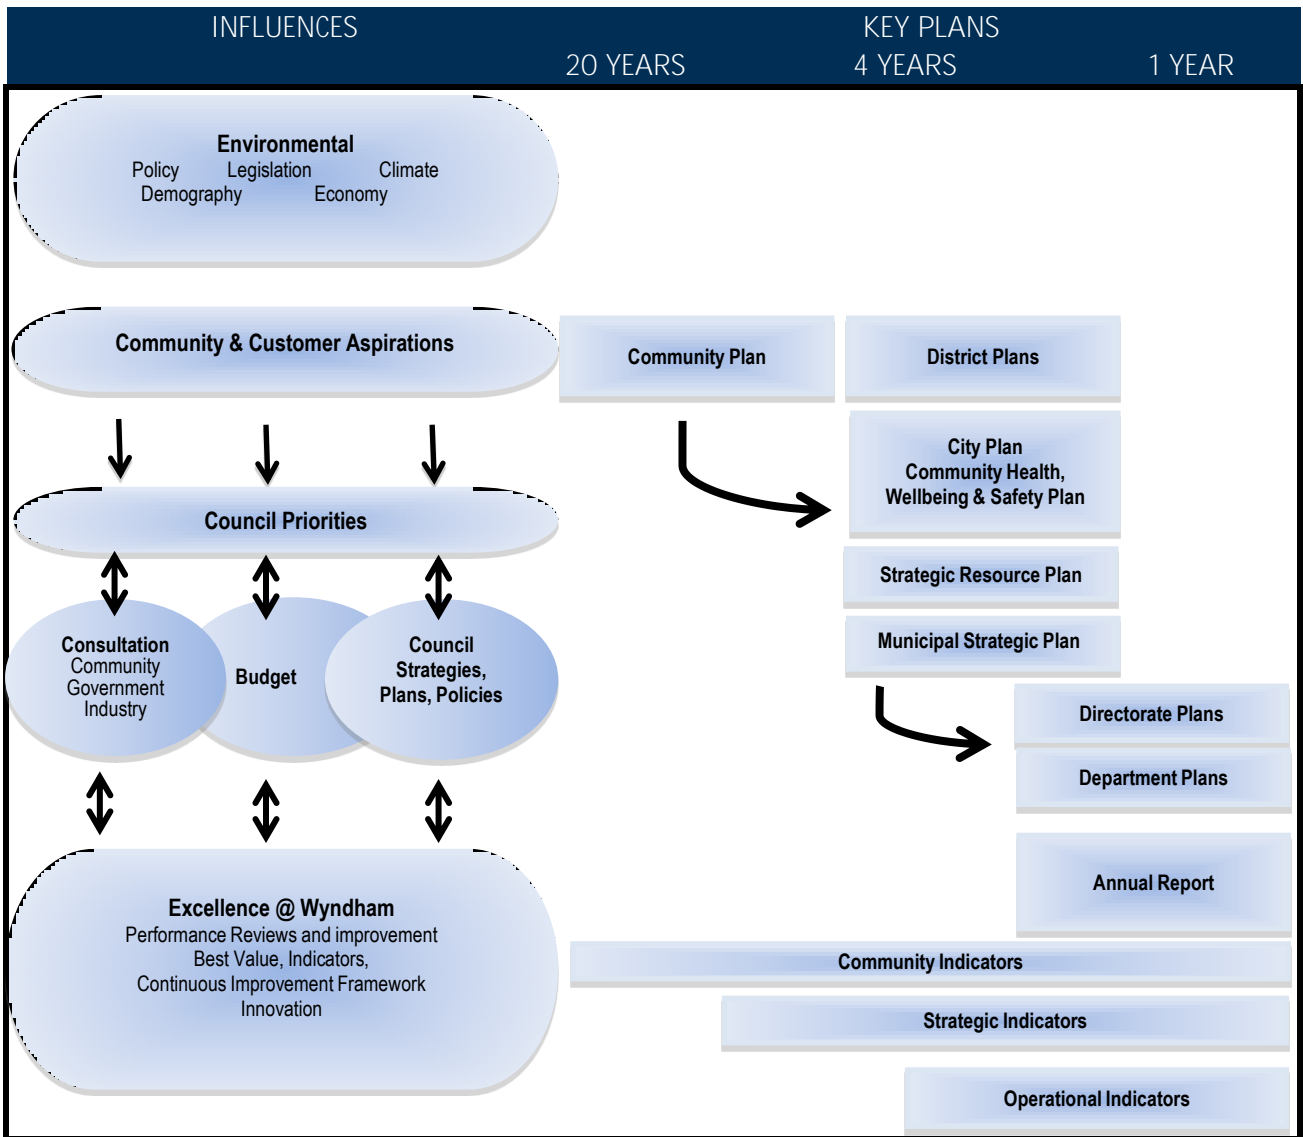 INFLUENCES
KEY PLANS
20 YEARS
4 YEARS
1 YEAR
Environmental
Policy Legislation Climate
Demography Economy
Community & Customer Aspirations
Community Plan
District Plans
City Plan
Community Health,
Wellbeing & Safety Plan
Council Priorities
Strategic Resource Plan
Municipal Strategic Plan
Consultation
Community
Government
Industry
Budget
Council
Strategies,
Plans, Policies
Directorate Plans
Department Plans
Annual Report
Excellence @ Wyndham
Performance Reviews and improvement
Best Value, Indicators,
Continuous Improvement Framework
Innovation
Community Indicators
Strategic Indicators
Operational Indicators